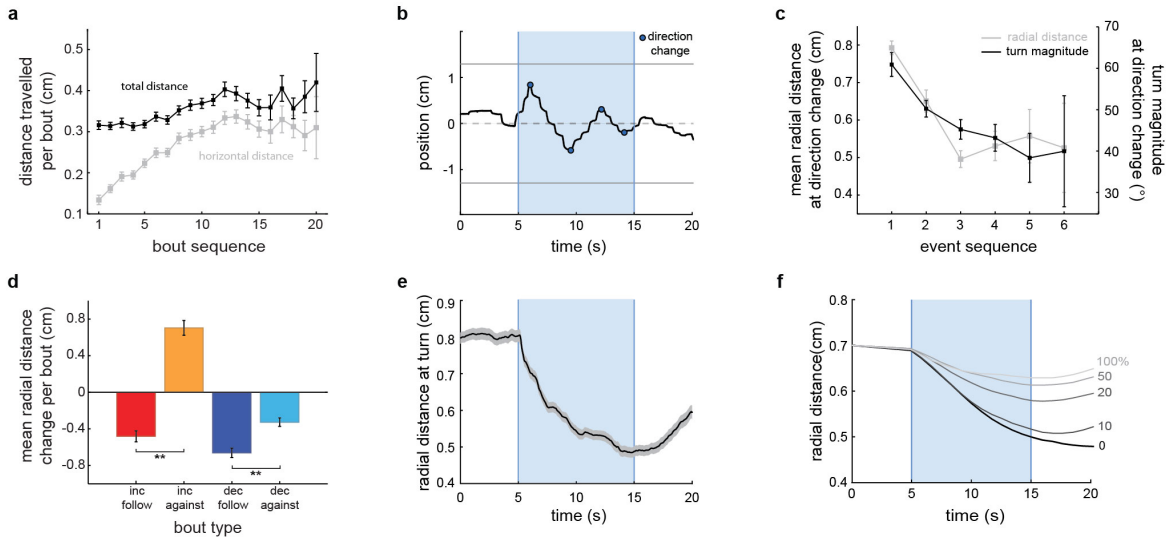 a
distance travelled
per bout (cm)
0.5
0.4
0.3
0.2
0.1
total distance
horizontal distance
1
5
10
15
20
bout sequence
b
position (cm)
1
0
-1
direction
change
0
5
10
15
20
time (s)
c
mean radial distance
at direction change (cm)
0.8
0.7
0.6
0.5
0.4
radial distance
turn magnitude
70
60
50
40
30
turn magnitude
at direction change (°)
1
2
3
4
5
6
event sequence
d
mean radial distance
change per bout (cm)
0.8
0.4
0
-0.4
-0.8
**
**
inc
follow
inc
against
dec
follow
dec
against
bout type
e
radial distance at turn (cm)
0.9
0.8
0.7
0.6
0.5
0.4
0
5
10
15
20
time (s)
f
radial distance(cm)
0.8
0.7
0.6
0.5
0.4
100%
50
20
10
0
0
5
10
15
20
time (s)